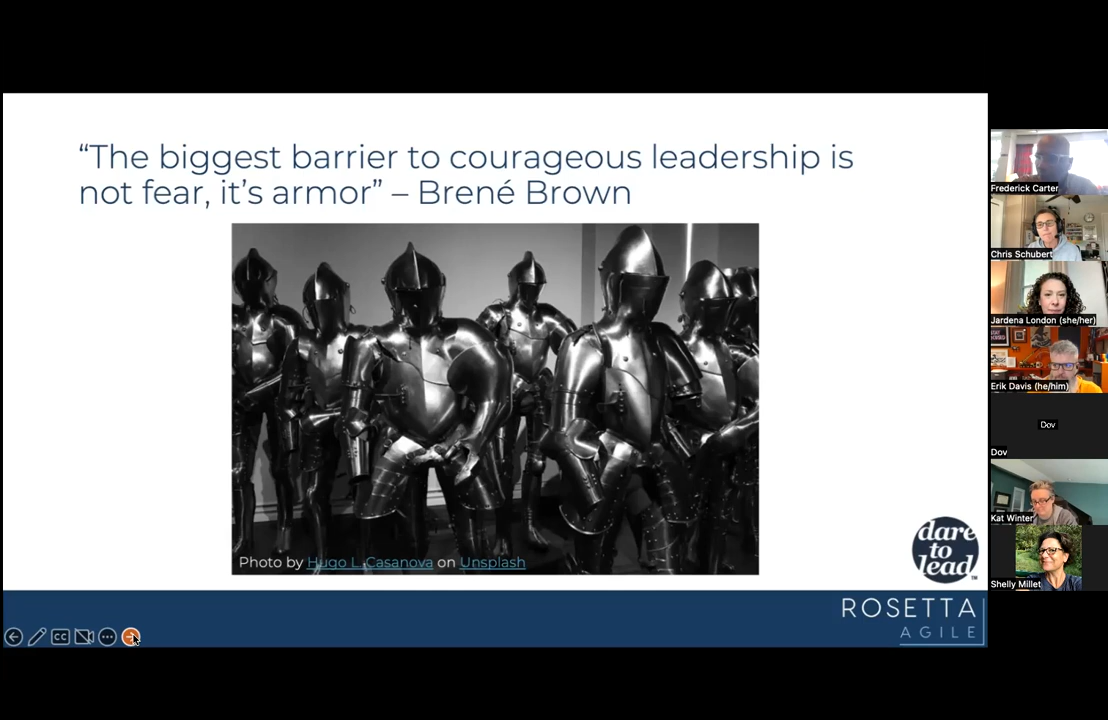 “The biggest barrier to courageous leadership is
not fear, it’s armor” – Brené Brown
Photo by Hugo L. Casanova on Unsplash
dare
to
lead™
ROSETTA
AGILE
CC
Frederick Carter
Chris Schubert
Jardena London (she/her)
Erik Davis (he/him)
Dov
Dov
Kat Winter
Shelly Millet